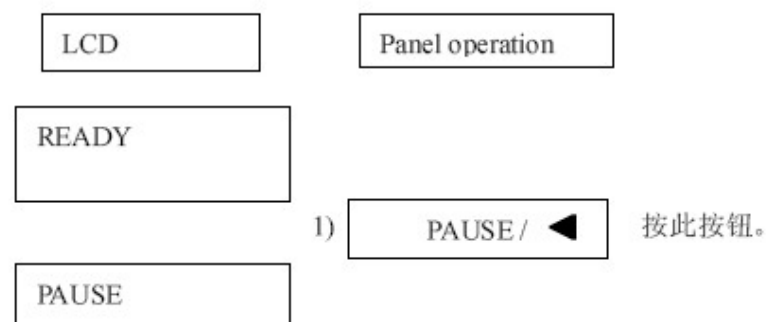 LCD Panel operation
READY
1) PAUSE/ ◀ 按此按钮。
PAUSE